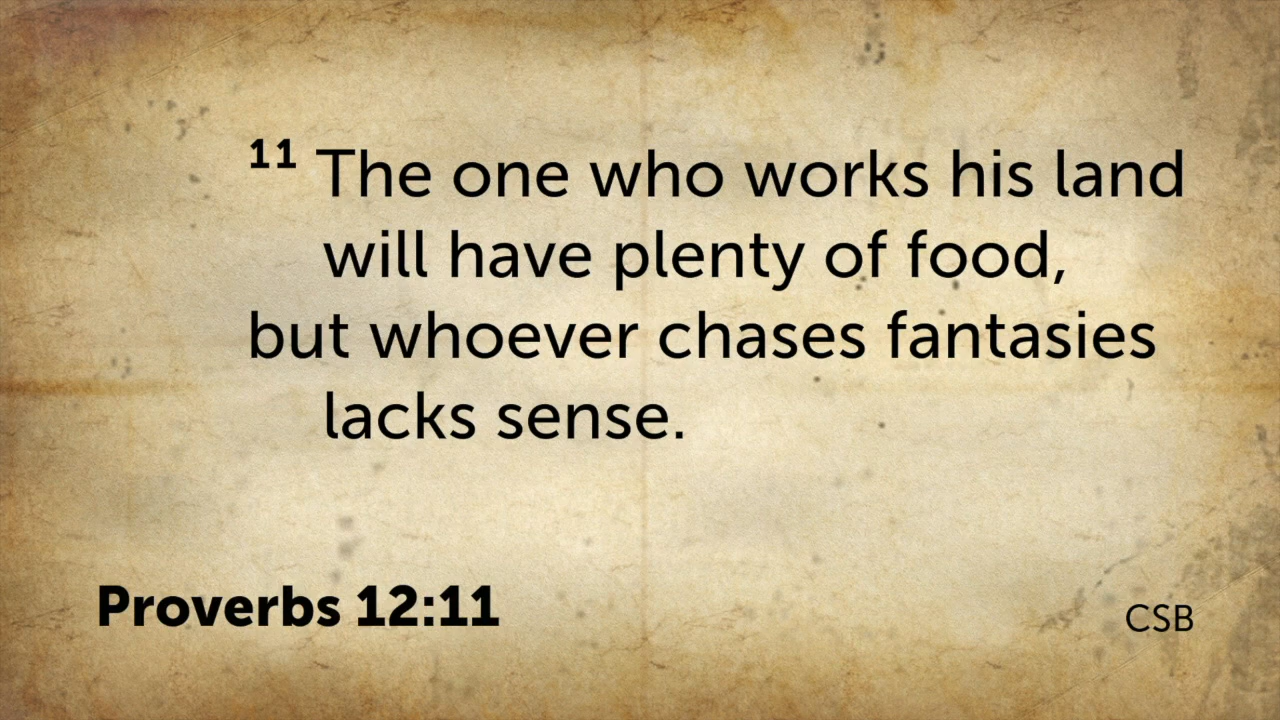 11 The one who works his land
will have plenty of food,
but whoever chases fantasies
lacks sense.
Proverbs 12:11
CSB